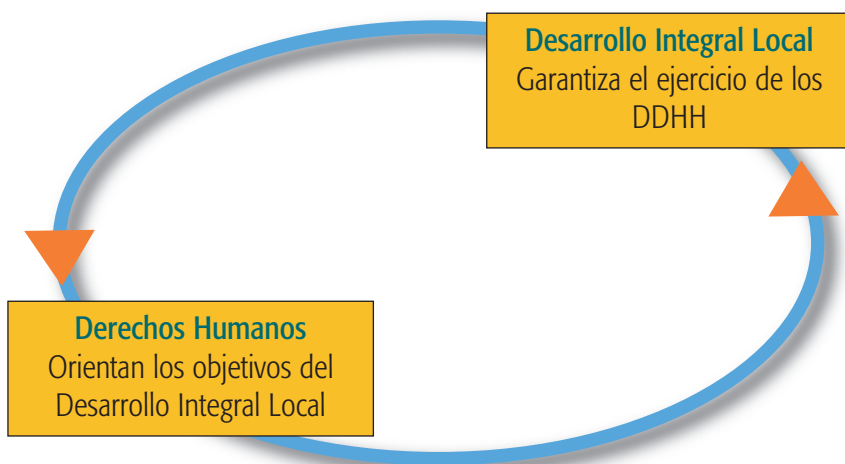 Desarrollo Integral Local
Garantiza el ejercicio de los
DDHH
Derechos Humanos
Orientan los objetivos del
Desarrollo Integral Local